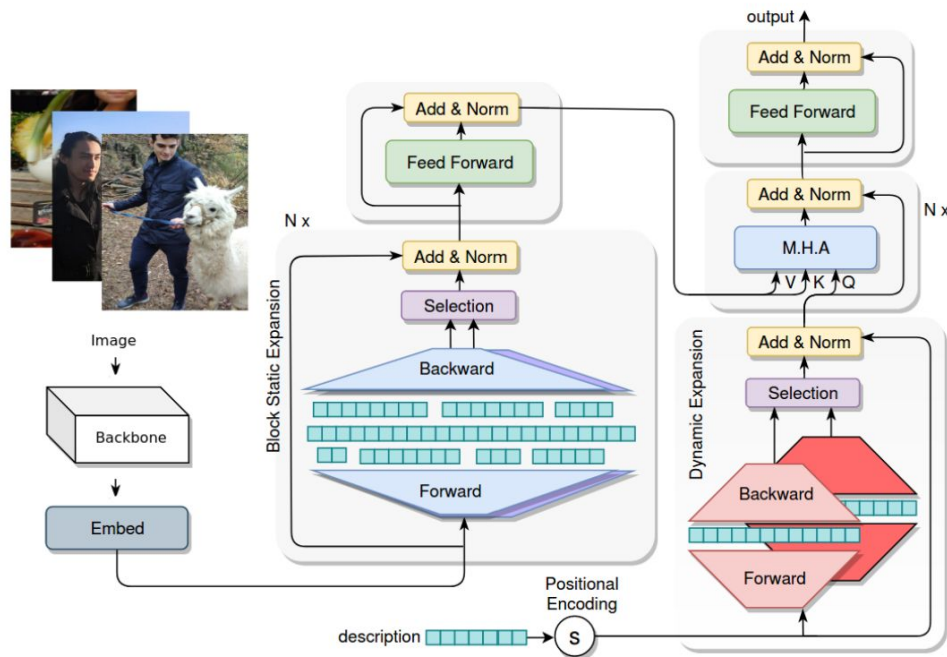 Image
Backbone
Embed
N x
Add & Norm
Feed Forward
Block Static Expansion
Add & Norm
Selection
Backward
Forward
description
Positional
Encoding
S
output
Add & Norm
Feed Forward
N x
Add & Norm
M.H.A
V K Q
Dynamic Expansion
Add & Norm
Selection
Backward
Forward